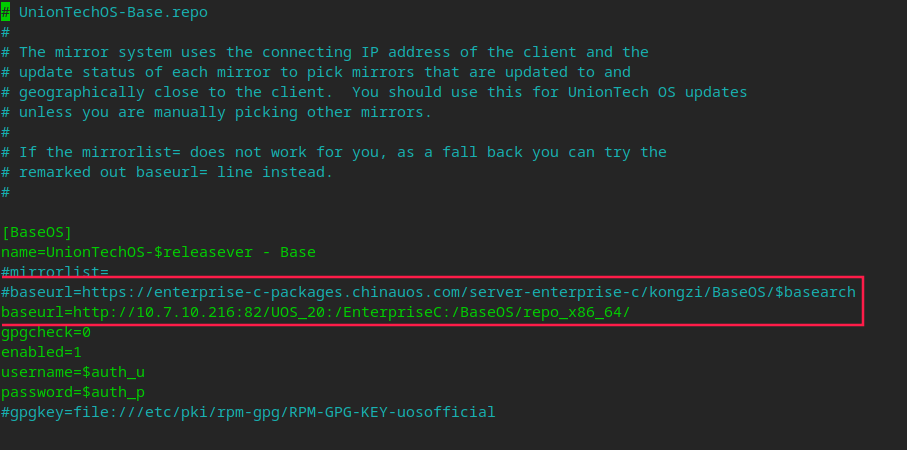 # UnionTechOS-Base.repo
#
# The mirror system uses the connecting IP address of the client and the
# update status of each mirror to pick mirrors that are updated to and
# geographically close to the client.  You should use this for UnionTech OS updates
# unless you are manually picking other mirrors.
#
# If the mirrorlist= does not work for you, as a fall back you can try the
# remarked out baseurl= line instead.
#
[BaseOS]
name=UnionTechOS-$releasever - Base
#mirrorlist=
#baseurl=https://enterprise-c-packages.chinauos.com/server-enterprise-c/kongzi/BaseOS/$basearch
baseurl=http://10.7.10.216:82/UOS_20:/EnterpriseC:/BaseOS/repo_x86_64/
gpgcheck=0
enabled=1
username=$auth_u
password=$auth_p
#gpgkey=file:///etc/pki/rpm-gpg/RPM-GPG-KEY-uosofficial